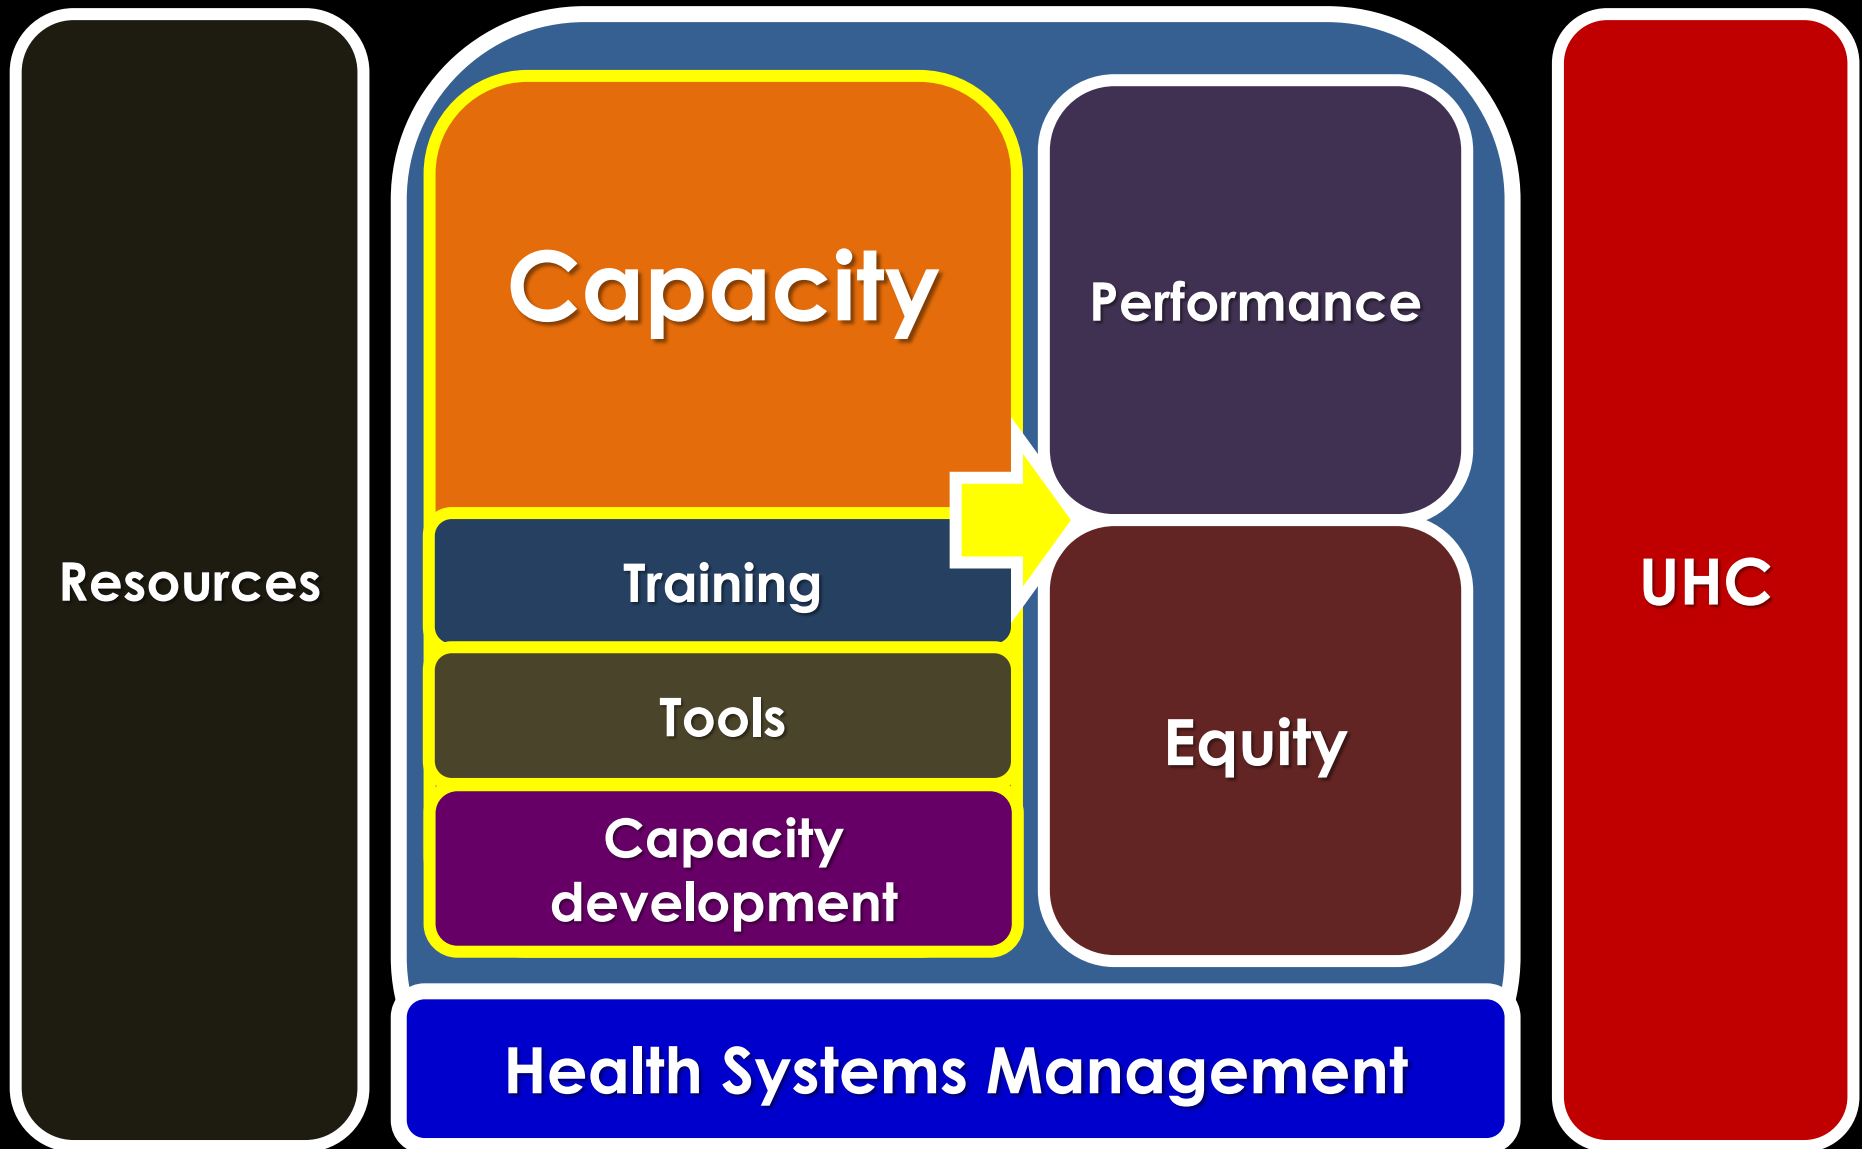 Resources
Capacity
Training
Tools
Capacity
development
Performance
Equity
Health Systems Management
UHC